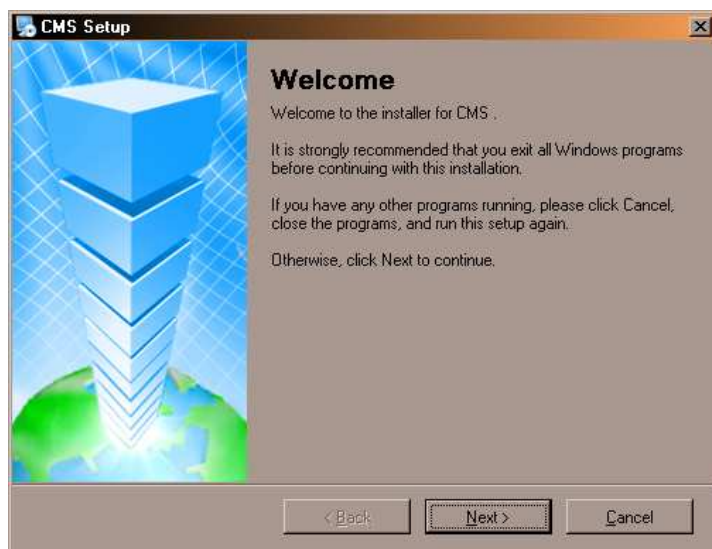 CMS Setup
Welcome
Welcome to the installer for CMS .
It is strongly recommended that you exit all Windows programs
before continuing with this installation.
If you have any other programs running, please click Cancel,
close the programs, and run this setup again.
Otherwise, click Next to continue.
< Back
Next >
Cancel